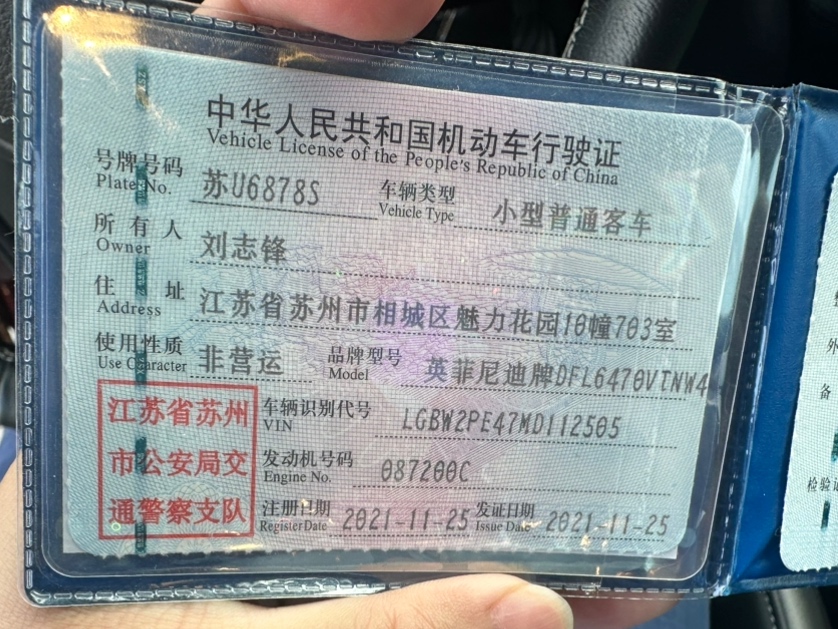 中华人民共和国机动车行驶证
Vehicle License of the People's Republic of China
号牌号码 苏U6878S 车辆类型 小型普通客车
Plate No. Vehicle Type
所有人 刘志锋
Owner
住址 江苏省苏州市相城区魅力花园10幢703室
Address
使用性质 非营运 品牌型号 英菲尼迪牌DFL6470VTNW4
Use Character Model
江苏省苏州 车辆识别代号 LGBW2PE47MD112505
VIN
市公安局交 发动机号码 087200C
Engine No.
通警察支队 注册日期 2021-11-25 发证日期 2021-11-25
Register Date Issue Date
外
备
检验记